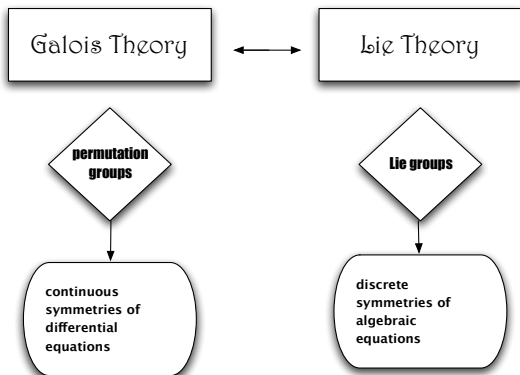 Galois Theory
Lie Theory
permutation
groups
Lie groups
continuous
symmetries of
differential
equations
discrete
symmetries of
algebraic
equations